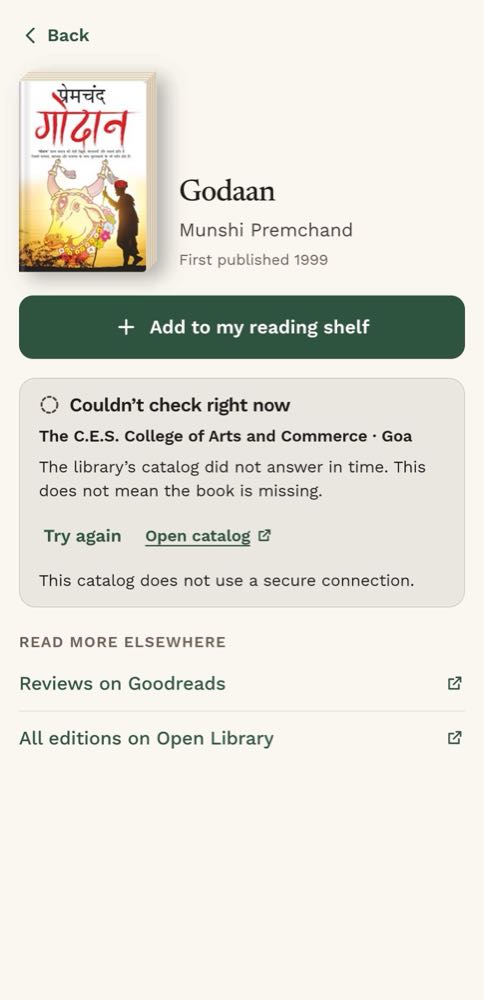 Back
प्रेमचंद
गोदान
Godaan
Munshi Premchand
First published 1999
+ Add to my reading shelf
Couldn’t check right now
The C.E.S. College of Arts and Commerce · Goa
The library’s catalog did not answer in time. This
does not mean the book is missing.
Try again Open catalog
This catalog does not use a secure connection.
READ MORE ELSEWHERE
Reviews on Goodreads
All editions on Open Library